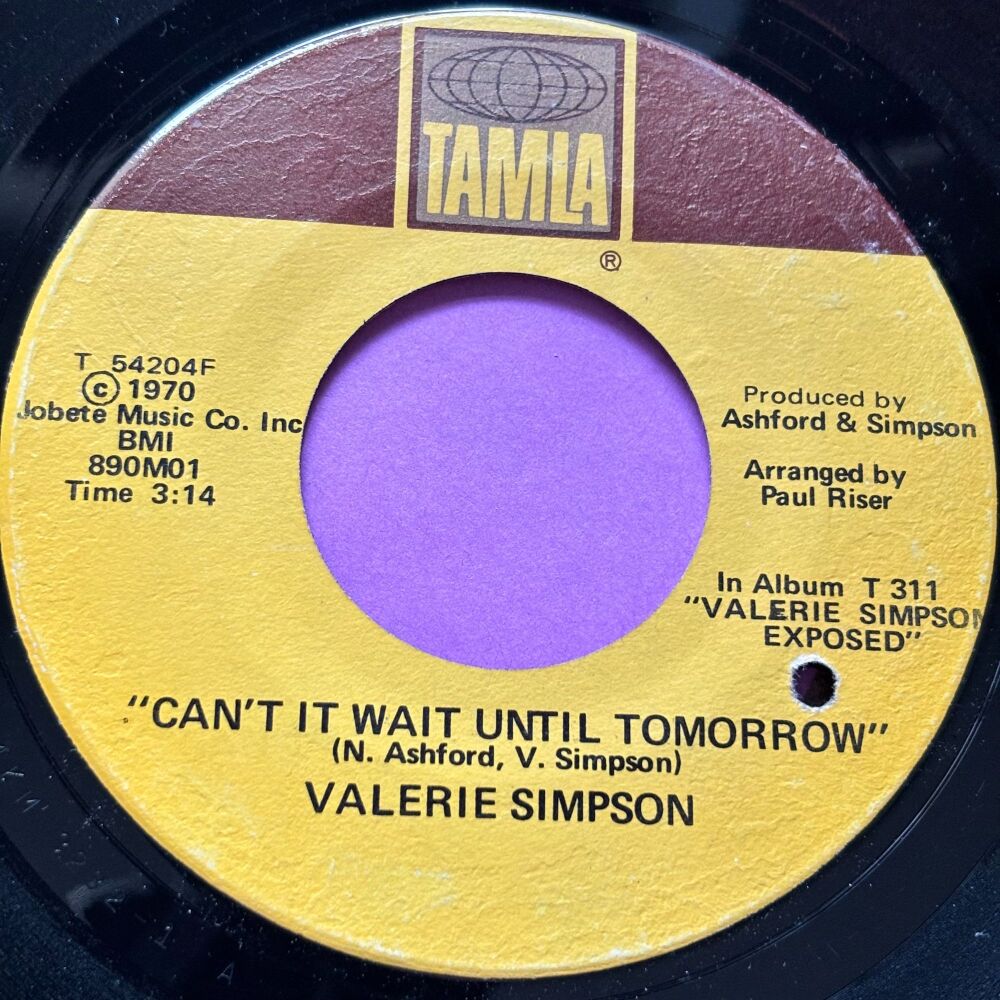 TAMLA
®
T 54204F
© 1970
Jobete Music Co. Inc
BMI
890M01
Time 3:14
Produced by
Ashford & Simpson
Arranged by
Paul Riser
In Album T 311
"VALERIE SIMPSON
EXPOSED"
"CAN'T IT WAIT UNTIL TOMORROW"
(N. Ashford, V. Simpson)
VALERIE SIMPSON